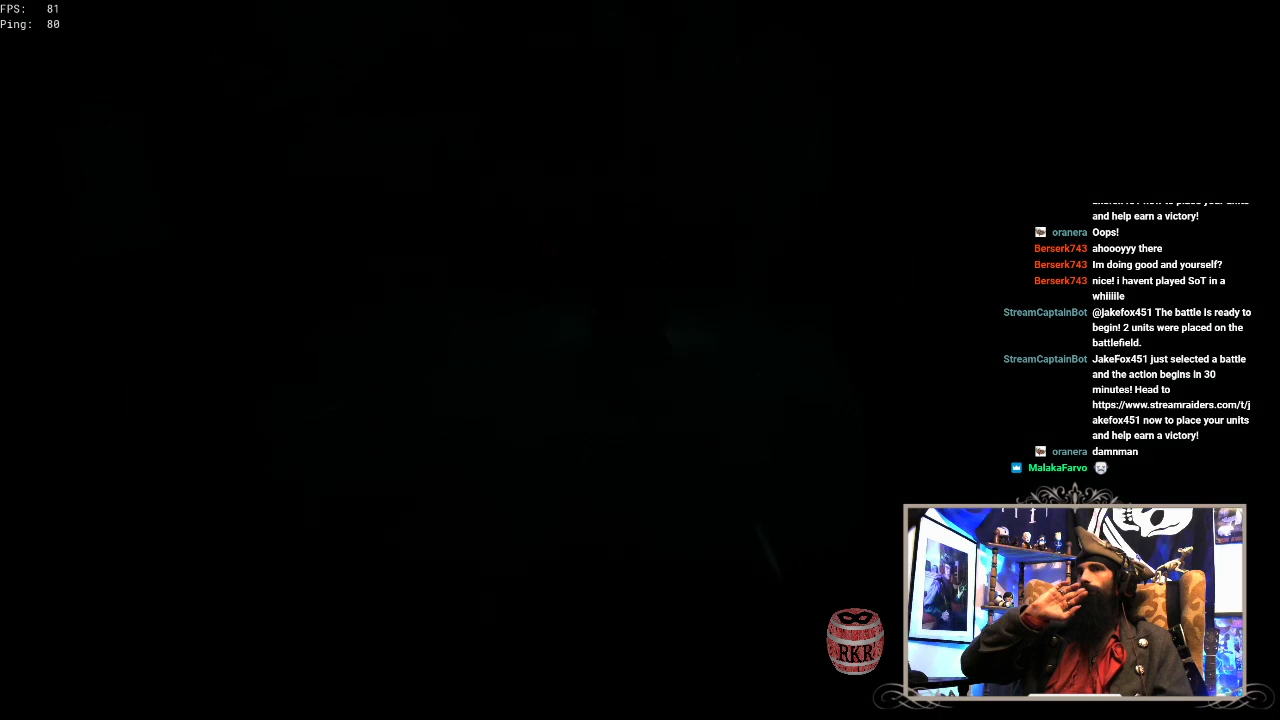 FPS: 81
Ping: 80
and help earn a victory!
oranera Oops!
Berserk743 ahoooyyy there
Berserk743 Im doing good and yourself?
Berserk743 nice! i havent played SoT in a
whiiiile
StreamCaptainBot @jakefox451 The battle is ready to
begin! 2 units were placed on the
battlefield.
StreamCaptainBot JakeFox451 just selected a battle
and the action begins in 30
minutes! Head to
https://www.streamraiders.com/t/j
akefox451 now to place your units
and help earn a victory!
oranera damnman
MalakaFarvo
RKR